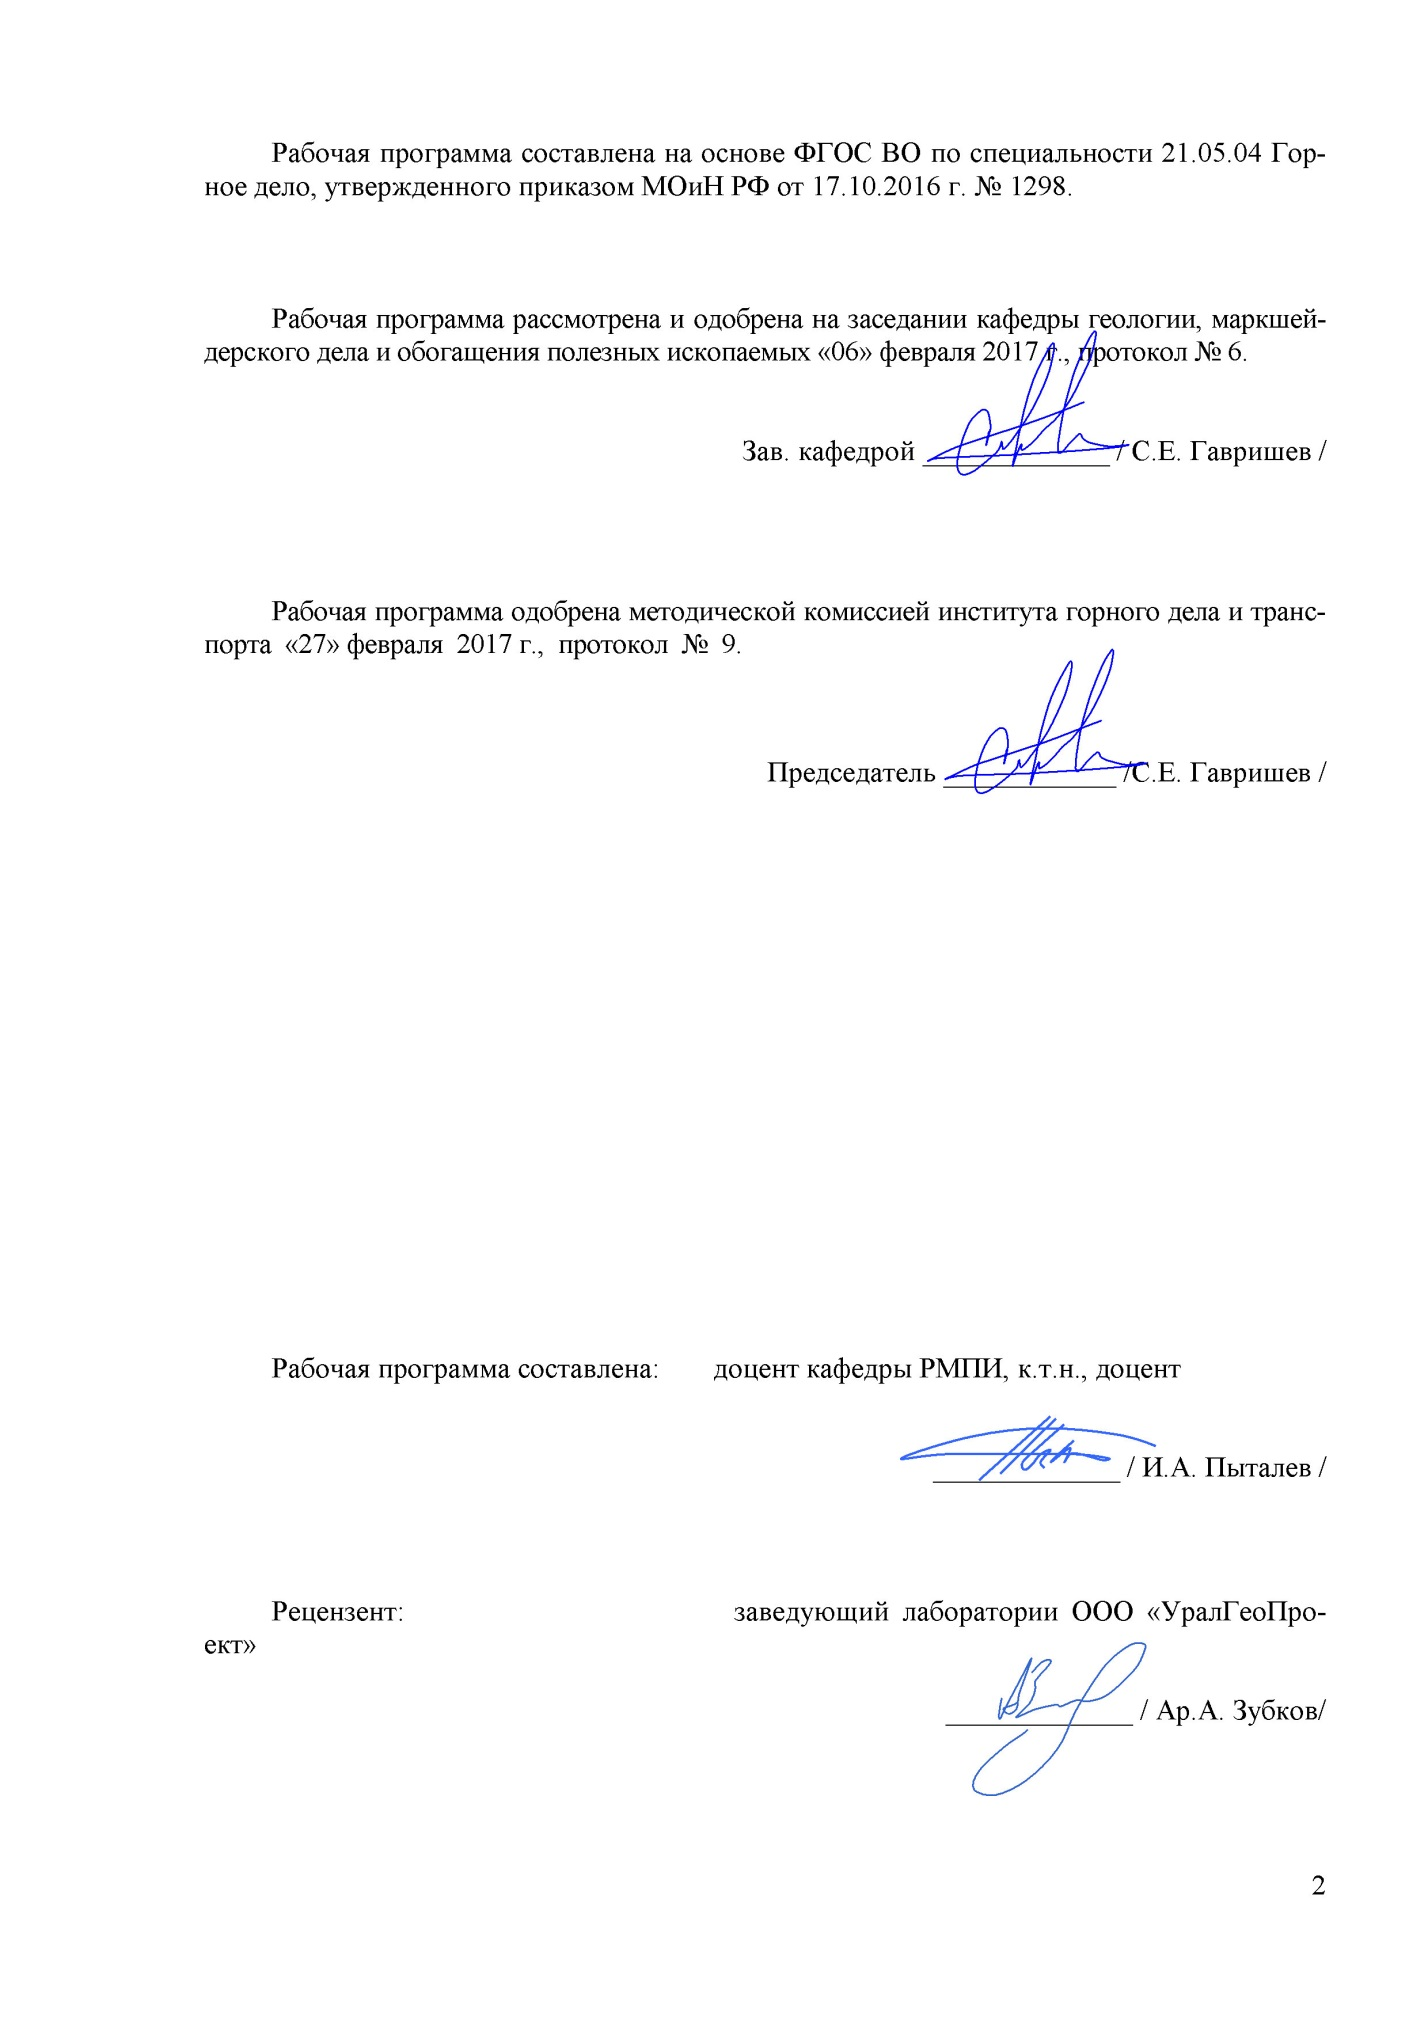 Рабочая программа составлена на основе ФГОС ВО по специальности 21.05.04 Гор-
ное дело, утвержденного приказом МОиН РФ от 17.10.2016 г. № 1298.
Рабочая программа рассмотрена и одобрена на заседании кафедры геологии, маркшей-
дерского дела и обогащения полезных ископаемых «06» февраля 2017 г., протокол № 6.
Зав. кафедрой _____________ / С.Е. Гавришев /
Рабочая программа одобрена методической комиссией института горного дела и транс-
порта «27» февраля 2017 г., протокол № 9.
Председатель ____________ /С.Е. Гавришев /
Рабочая программа составлена: доцент кафедры РМПИ, к.т.н., доцент
_____________ / И.А. Пыталев /
Рецензент: заведующий лаборатории ООО «УралГеоПро-
ект»
_____________ / Ар.А. Зубков/
2